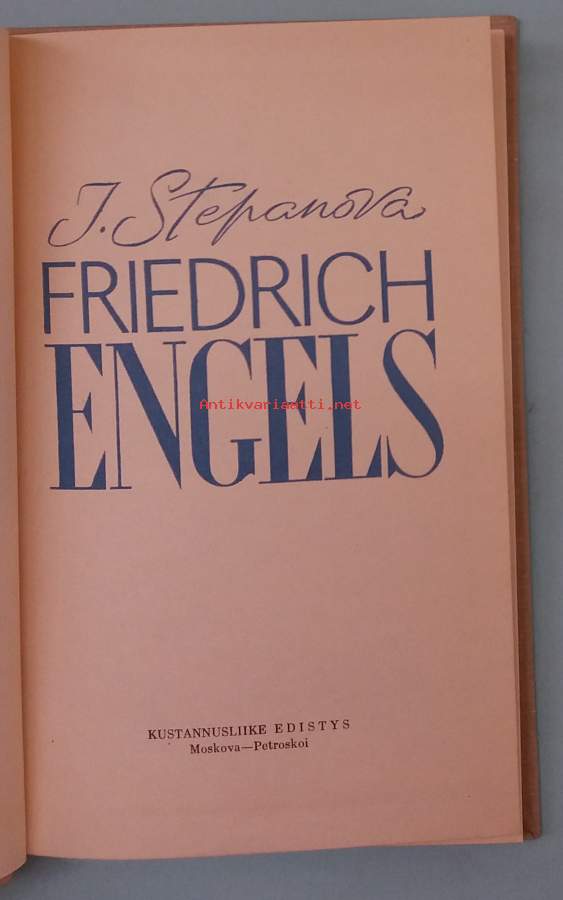 J. Stepanova
FRIEDRICH
ENGELS
Antikvariaatti.net
KUSTANNUSLIIKE EDISTYS
Moskova—Petroskoi